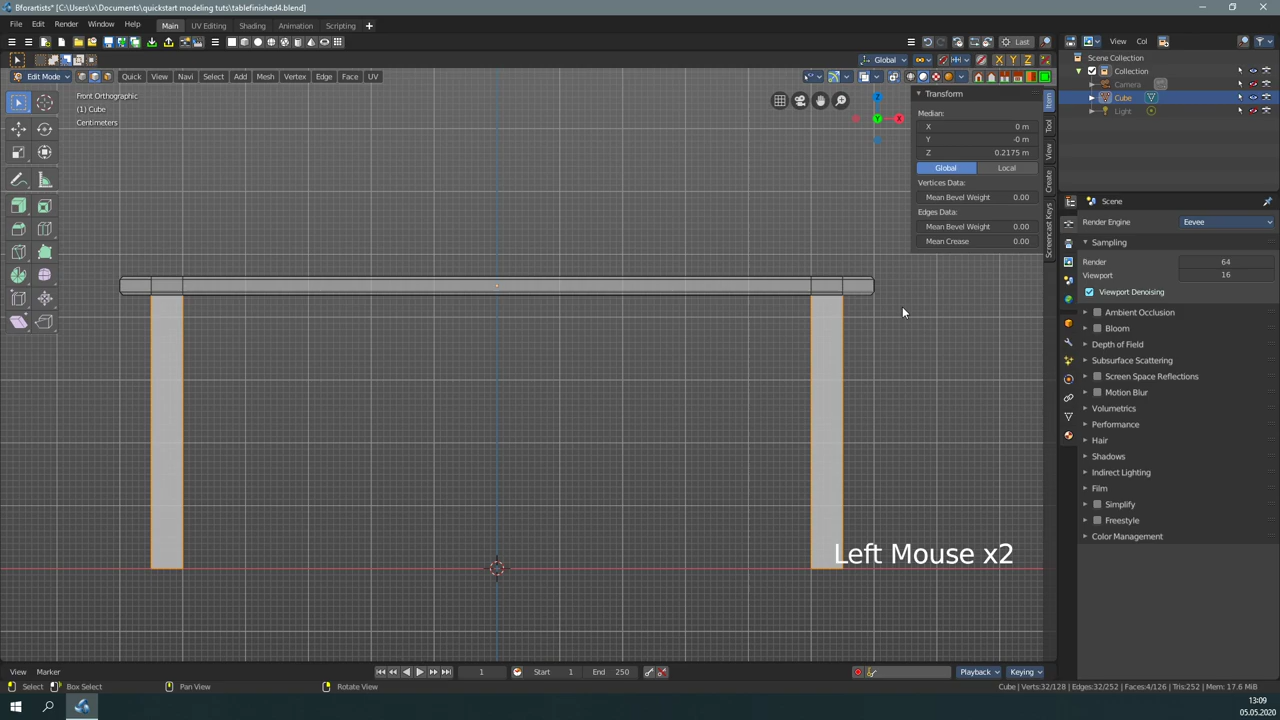 Bforartists* [C:\Users\x\Documents\quickstart modeling tuts\tablefinished4.blend]
File Edit Render Window Help Main UV Editing Shading Animation Scripting
Last View Col
Global X Y Z
Edit Mode Quick View Navi Select Add Mesh Vertex Edge Face UV
Front Orthographic
(1) Cube
Centimeters
X
Y
Z
Transform
Median:
X 0 m
Y -0 m
Z 0.2175 m
Global Local
Vertices Data:
Mean Bevel Weight 0.00
Edges Data:
Mean Bevel Weight 0.00
Mean Crease 0.00
Item
Tool
View
Create
Screencast Keys
Scene Collection
Collection
Camera
Cube
Light
Scene
Render Engine Eevee
Sampling
Render 64
Viewport 16
Viewport Denoising
Ambient Occlusion
Bloom
Depth of Field
Subsurface Scattering
Screen Space Reflections
Motion Blur
Volumetrics
Performance
Hair
Shadows
Indirect Lighting
Film
Simplify
Freestyle
Color Management
Left Mouse x2
View Marker 1 Start 1 End 250 Playback Keying
Select Box Select Pan View Rotate View Cube | Verts:32/128 | Edges:32/252 | Faces:4/126 | Tris:252 | Mem: 17.6 MiB
13:09
05.05.2020